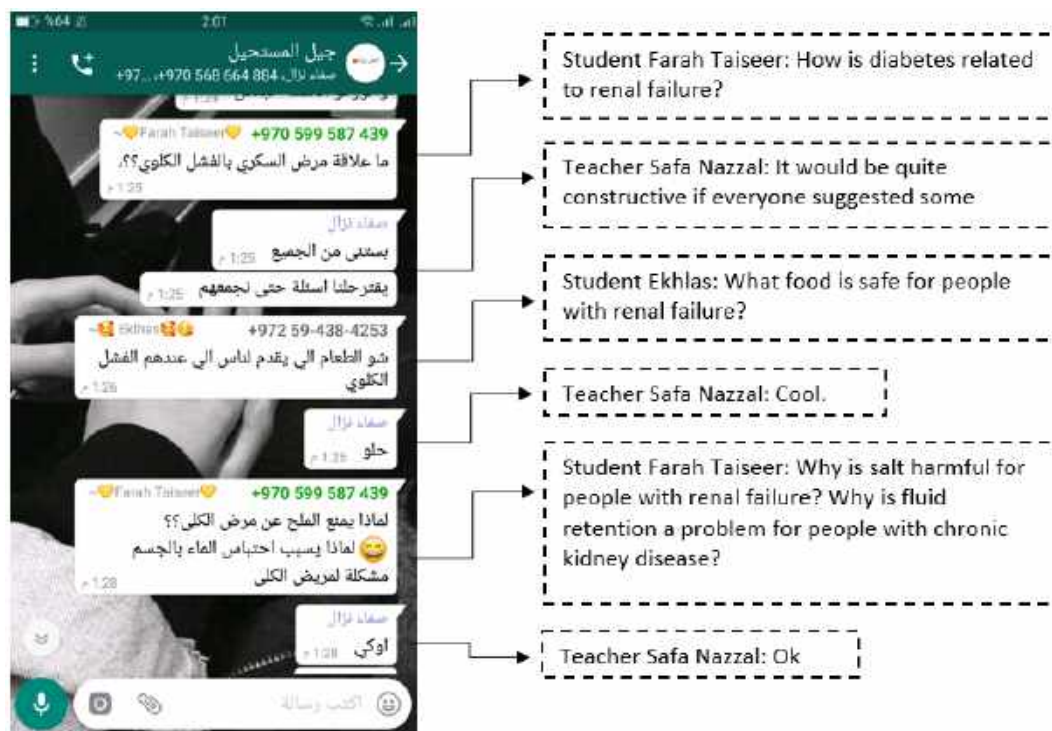 %64
2:01
جيل المستحيل
صفاء نزال، ‎+970 568 664 884، ‎+97...
~💛Farah Taiseer💛 +970 599 587 439
ما علاقة مرض السكري بالفشل الكلوي؟؟.
1:25 م
صفاء نزال
بستنى من الجميع
1:25 م
يقترحلنا اسئلة حتى نجمعهم
1:25 م
~🥰Ekhlas🥰😘 +972 59-438-4253
شو الطعام الي يقدم لناس الي عندهم الفشل
الكلوي
1:26 م
صفاء نزال
حلو
1:26 م
~💛Farah Taiseer💛 +970 599 587 439
لماذا يمنع الملح عن مرض الكلى؟؟
😄 لماذا يسبب احتباس الماء بالجسم
مشكلة لمريض الكلى
1:28 م
صفاء نزال
اوكي
1:28 م
اكتب رسالة
Student Farah Taiseer: How is diabetes related
to renal failure?
Teacher Safa Nazzal: It would be quite
constructive if everyone suggested some
Student Ekhlas: What food is safe for people
with renal failure?
Teacher Safa Nazzal: Cool.
Student Farah Taiseer: Why is salt harmful for
people with renal failure? Why is fluid
retention a problem for people with chronic
kidney disease?
Teacher Safa Nazzal: Ok